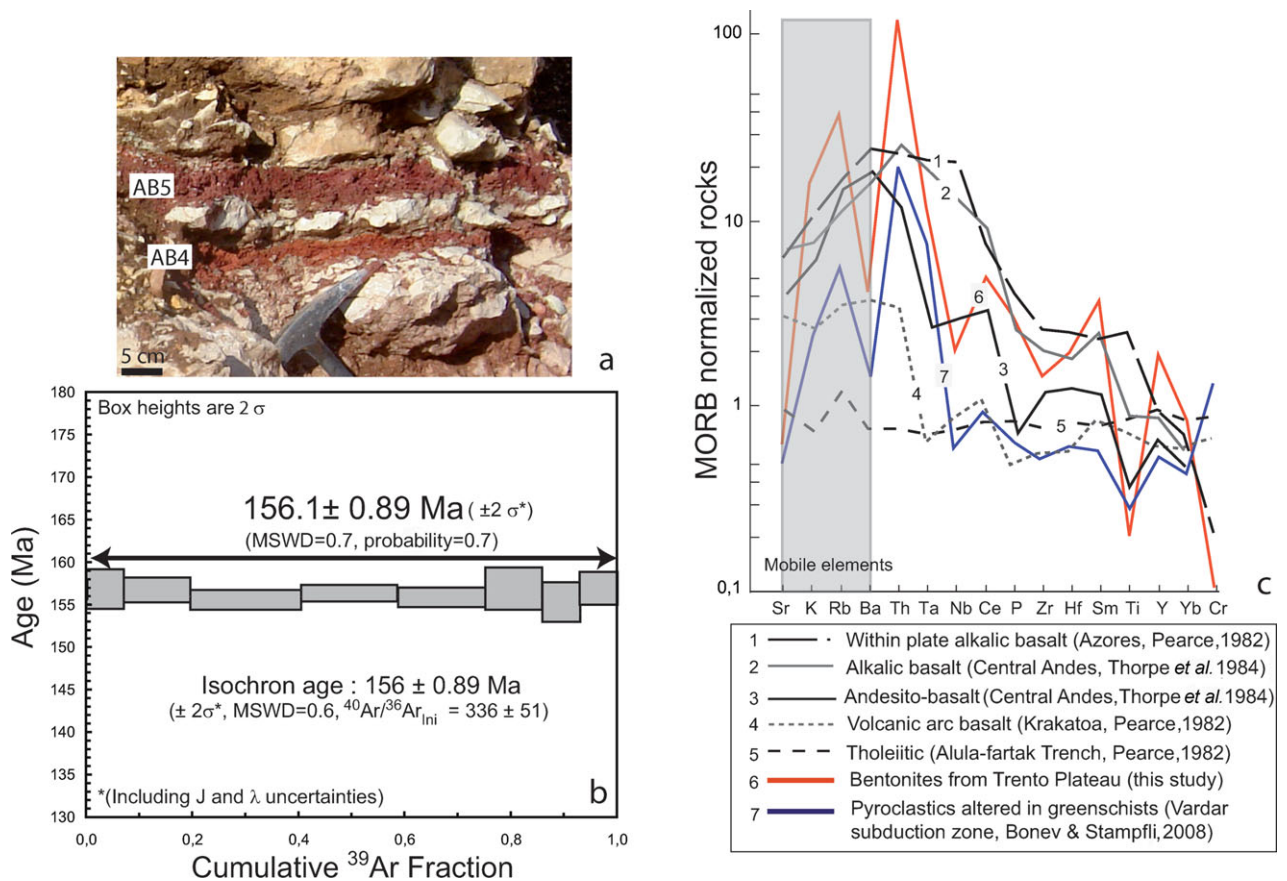 AB5
AB4
5 cm
a
180
175
170
165
160
155
150
145
140
135
130
Age (Ma)
Box heights are 2 σ
156.1± 0.89 Ma (±2 σ*)
(MSWD=0.7, probability=0.7)
Isochron age : 156 ± 0.89 Ma
(± 2σ*, MSWD=0.6, ⁴⁰Ar/³⁶Ar Ini = 336 ± 51)
*(Including J and λ uncertainties)
b
0,0 0,2 0,4 0,6 0,8 1,0
Cumulative ³⁹Ar Fraction
100
10
1
0,1
MORB normalized rocks
1
2
6
3
7
4
5
Mobile elements
c
Sr K Rb Ba Th Ta Nb Ce P Zr Hf Sm Ti Y Yb Cr
1 Within plate alkalic basalt (Azores, Pearce,1982)
2 Alkalic basalt (Central Andes, Thorpe et al. 1984)
3 Andesito-basalt (Central Andes,Thorpe et al. 1984)
4 Volcanic arc basalt (Krakatoa, Pearce,1982)
5 Tholeiitic (Alula-fartak Trench, Pearce,1982)
6 Bentonites from Trento Plateau (this study)
7 Pyroclastics altered in greenschists (Vardar
subduction zone, Bonev & Stampfli,2008)